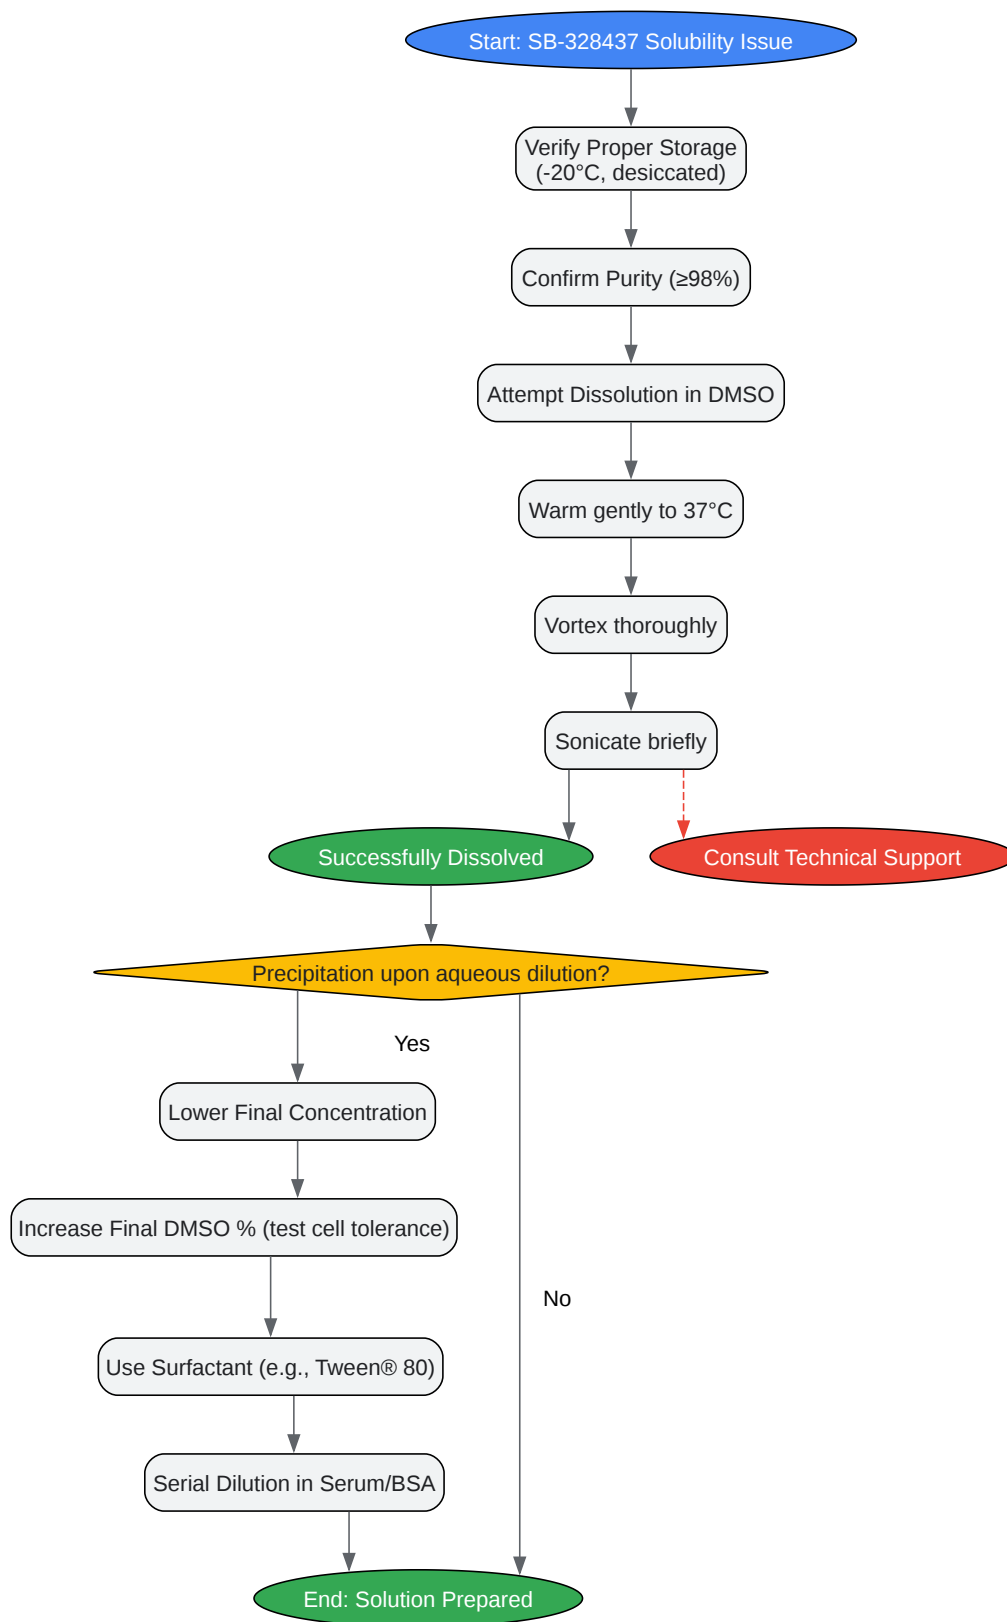 Start: SB-328437 Solubility Issue
Verify Proper Storage
(-20°C, desiccated)
Confirm Purity (≥98%)
Attempt Dissolution in DMSO
Warm gently to 37°C
Vortex thoroughly
Sonicate briefly
Successfully Dissolved
Consult Technical Support
Precipitation upon aqueous dilution?
Yes
Lower Final Concentration
Increase Final DMSO % (test cell tolerance)
No
Use Surfactant (e.g., Tween® 80)
Serial Dilution in Serum/BSA
End: Solution Prepared